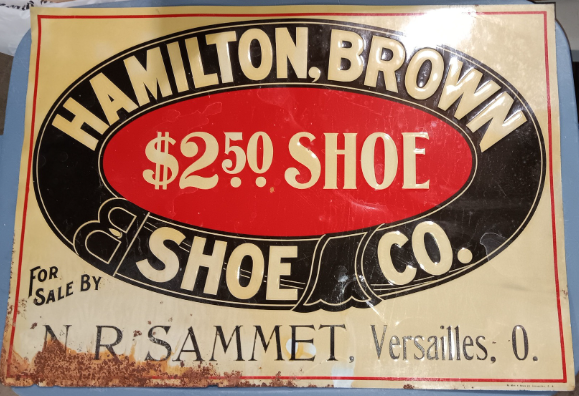 HAMILTON, BROWN
$2.50 SHOE
SHOE CO.
FOR
SALE BY
N. R. SAMMET, Versailles, O.